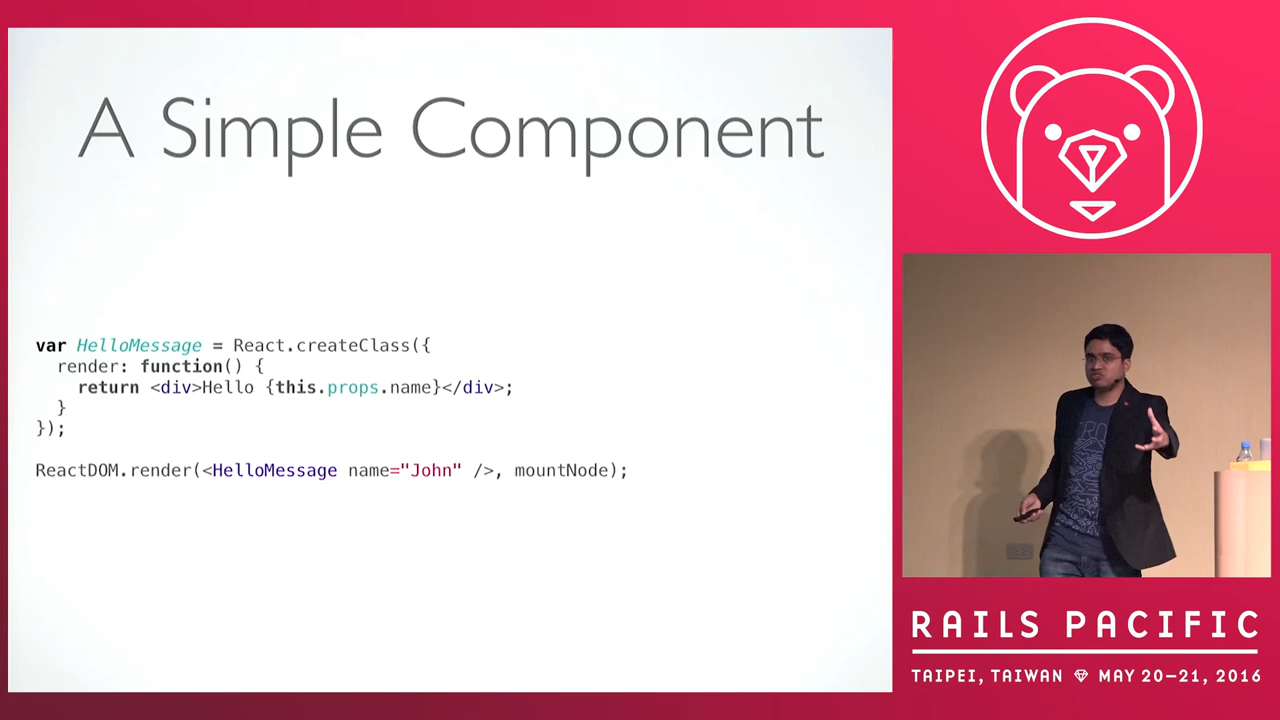 A Simple Component
var HelloMessage = React.createClass({
  render: function() {
    return <div>Hello {this.props.name}</div>;
  }
});
ReactDOM.render(<HelloMessage name="John" />, mountNode);
RAILS PACIFIC
TAIPEI, TAIWAN MAY 20–21, 2016